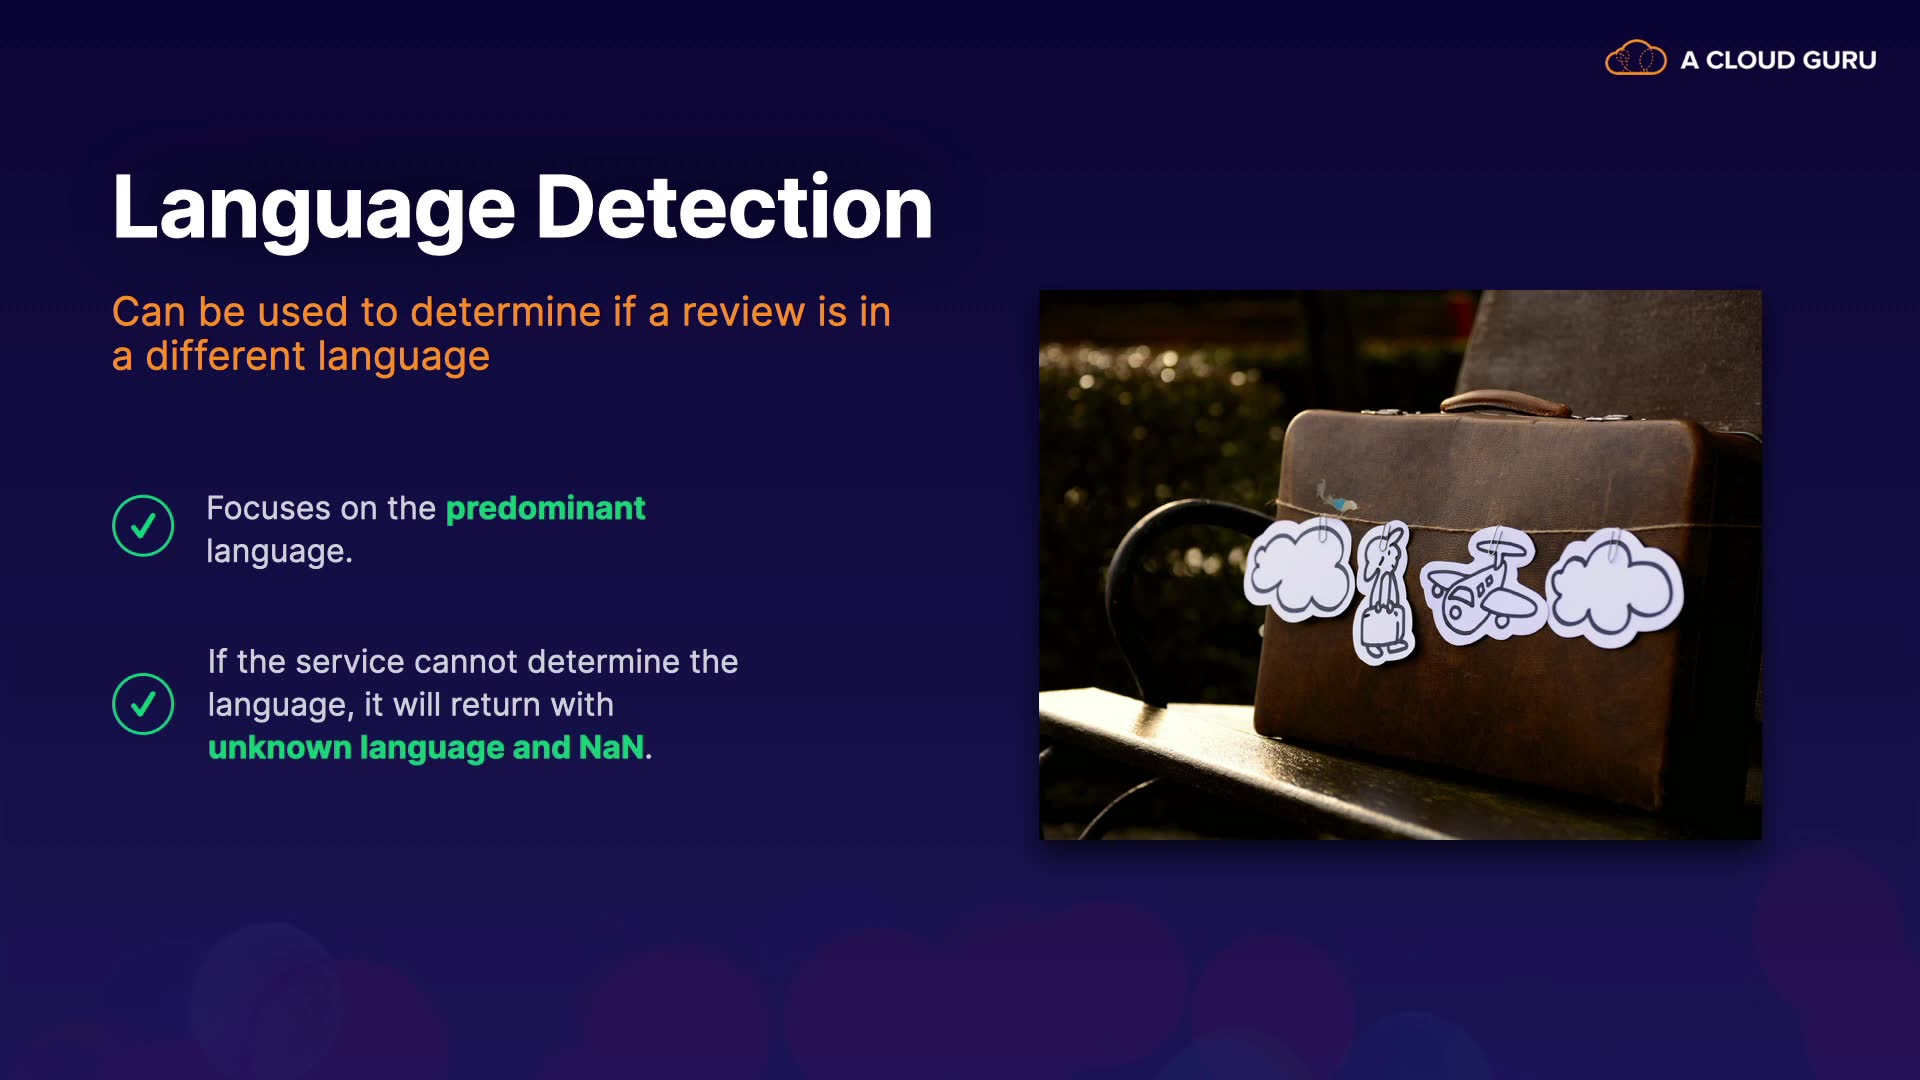 A CLOUD GURU
Language Detection
Can be used to determine if a review is in
a different language
Focuses on the predominant
language.
If the service cannot determine the
language, it will return with
unknown language and NaN.